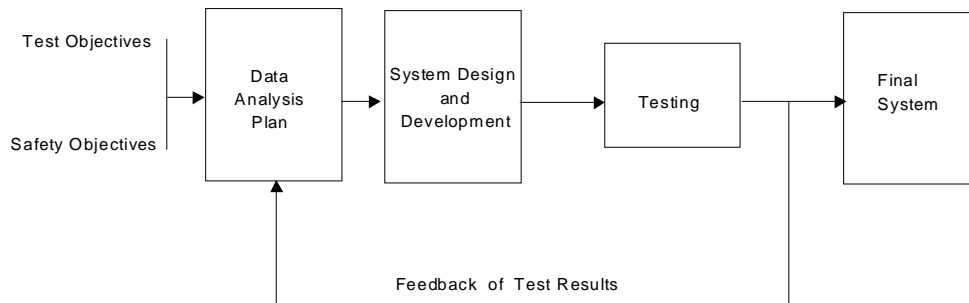 Test Objectives
Safety Objectives
Data
Analysis
Plan
System Design
and
Development
Testing
Final
System
Feedback of Test Results